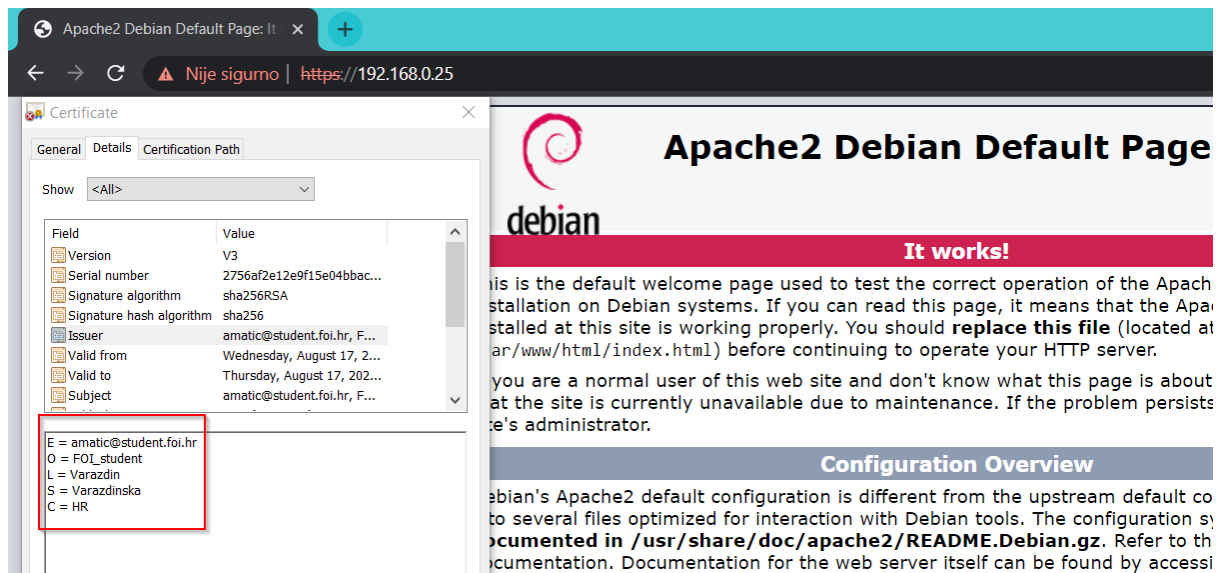 Apache2 Debian Default Page: It
Nije sigurno | https://192.168.0.25
Certificate
General Details Certification Path
Show <All>
Field Value
Version V3
Serial number 2756af2e12e9f15e04bbac...
Signature algorithm sha256RSA
Signature hash algorithm sha256
Issuer amatic@student.foi.hr, F...
Valid from Wednesday, August 17, 2...
Valid to Thursday, August 17, 202...
Subject amatic@student.foi.hr, F...
E = amatic@student.foi.hr
O = FOI_student
L = Varazdin
S = Varazdinska
C = HR
debian
Apache2 Debian Default Page
It works!
is is the default welcome page used to test the correct operation of the Apach
stallation on Debian systems. If you can read this page, it means that the Apa
stalled at this site is working properly. You should replace this file (located at
ar/www/html/index.html) before continuing to operate your HTTP server.
you are a normal user of this web site and don't know what this page is about
at the site is currently unavailable due to maintenance. If the problem persists
te's administrator.
Configuration Overview
ebian's Apache2 default configuration is different from the upstream default co
to several files optimized for interaction with Debian tools. The configuration sy
ocumented in /usr/share/doc/apache2/README.Debian.gz. Refer to th
ocumentation. Documentation for the web server itself can be found by accessi